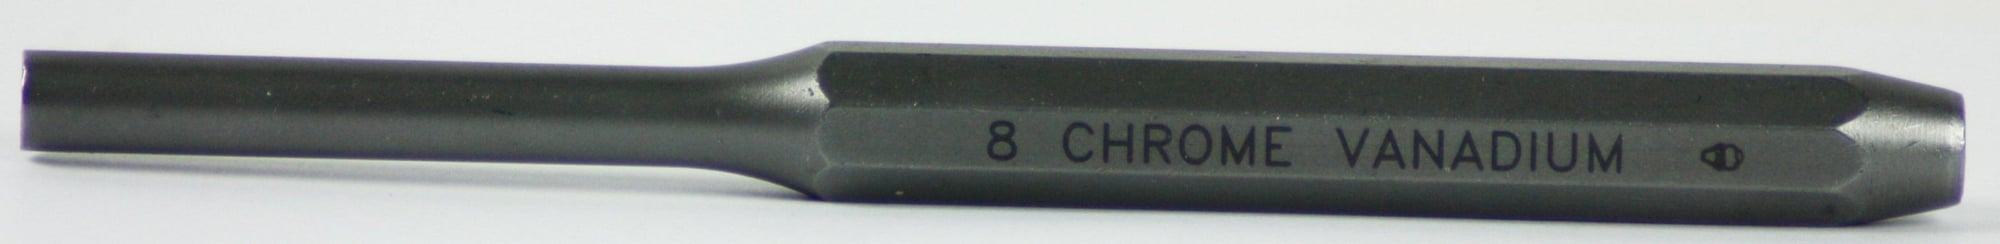 8 CHROME VANADIUM